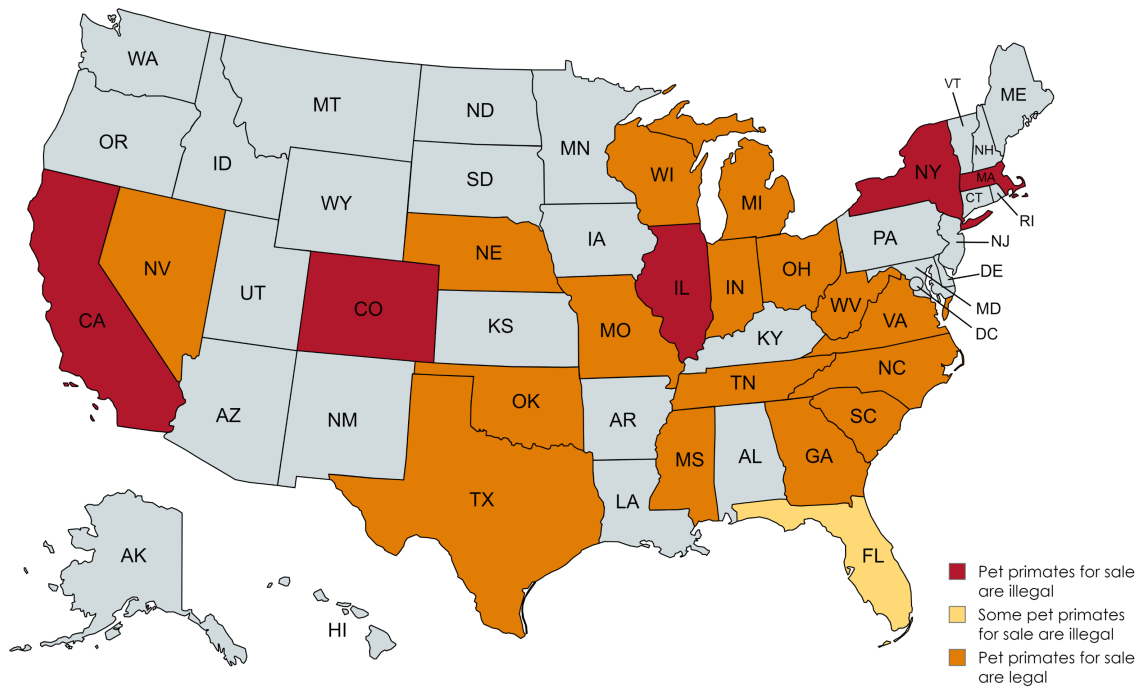 WA
MT
ND
MN
VT
ME
OR
ID
SD
WI
MI
NH
NY
MA
CT
RI
WY
IA
PA
NJ
NV
NE
UT
CO
IL
IN
OH
DE
MD
DC
CA
KS
MO
KY
WV
VA
AZ
NM
OK
AR
TN
NC
SC
TX
LA
MS
AL
GA
FL
AK
HI
Pet primates for sale
are illegal
Some pet primates
for sale are illegal
Pet primates for sale
are legal